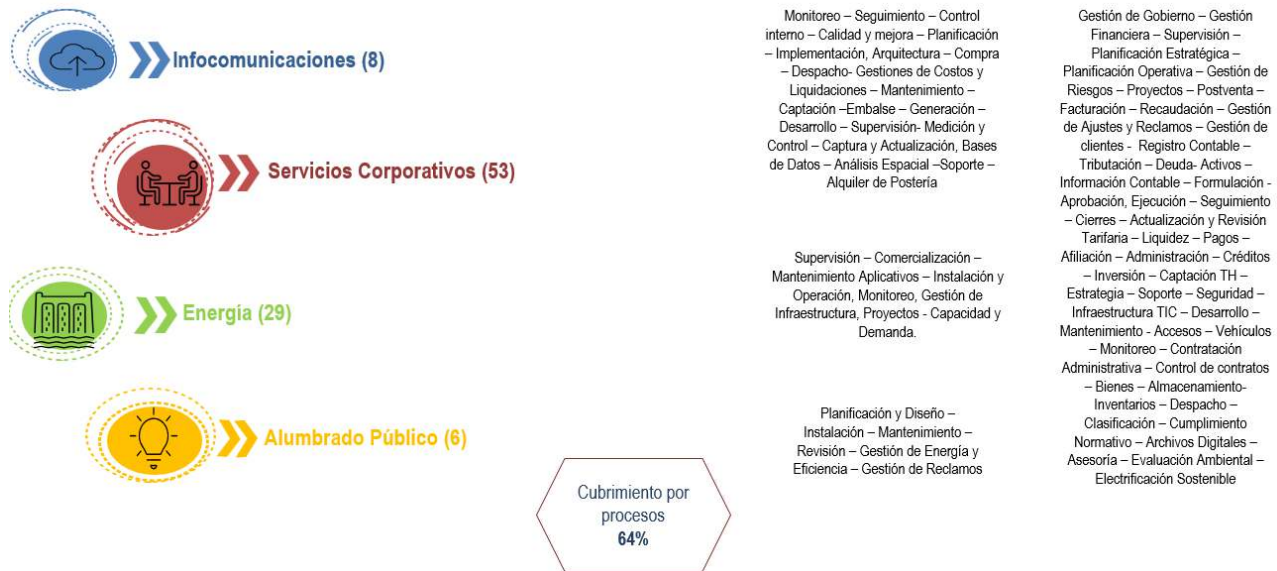 Infocomunicaciones (8)
Servicios Corporativos (53)
Energía (29)
Alumbrado Público (6)
Cubrimiento por
procesos
64%
Monitoreo – Seguimiento – Control
interno – Calidad y mejora – Planificación
– Implementación, Arquitectura – Compra
– Despacho- Gestiones de Costos y
Liquidaciones – Mantenimiento –
Captación –Embalse – Generación –
Desarrollo – Supervisión- Medición y
Control – Captura y Actualización, Bases
de Datos – Análisis Espacial –Soporte –
Alquiler de Postería
Supervisión – Comercialización –
Mantenimiento Aplicativos – Instalación y
Operación, Monitoreo, Gestión de
Infraestructura, Proyectos - Capacidad y
Demanda.
Planificación y Diseño –
Instalación – Mantenimiento –
Revisión – Gestión de Energía y
Eficiencia – Gestión de Reclamos
Gestión de Gobierno – Gestión
Financiera – Supervisión –
Planificación Estratégica –
Planificación Operativa – Gestión de
Riesgos – Proyectos – Postventa –
Facturación – Recaudación – Gestión
de Ajustes y Reclamos – Gestión de
clientes - Registro Contable –
Tributación – Deuda- Activos –
Información Contable – Formulación -
Aprobación, Ejecución – Seguimiento
– Cierres – Actualización y Revisión
Tarifaria – Liquidez – Pagos –
Afiliación – Administración – Créditos
– Inversión – Captación TH –
Estrategia – Soporte – Seguridad –
Infraestructura TIC – Desarrollo –
Mantenimiento - Accesos – Vehículos
– Monitoreo – Contratación
Administrativa – Control de contratos
– Bienes – Almacenamiento-
Inventarios – Despacho –
Clasificación – Cumplimiento
Normativo – Archivos Digitales –
Asesoría – Evaluación Ambiental –
Electrificación Sostenible